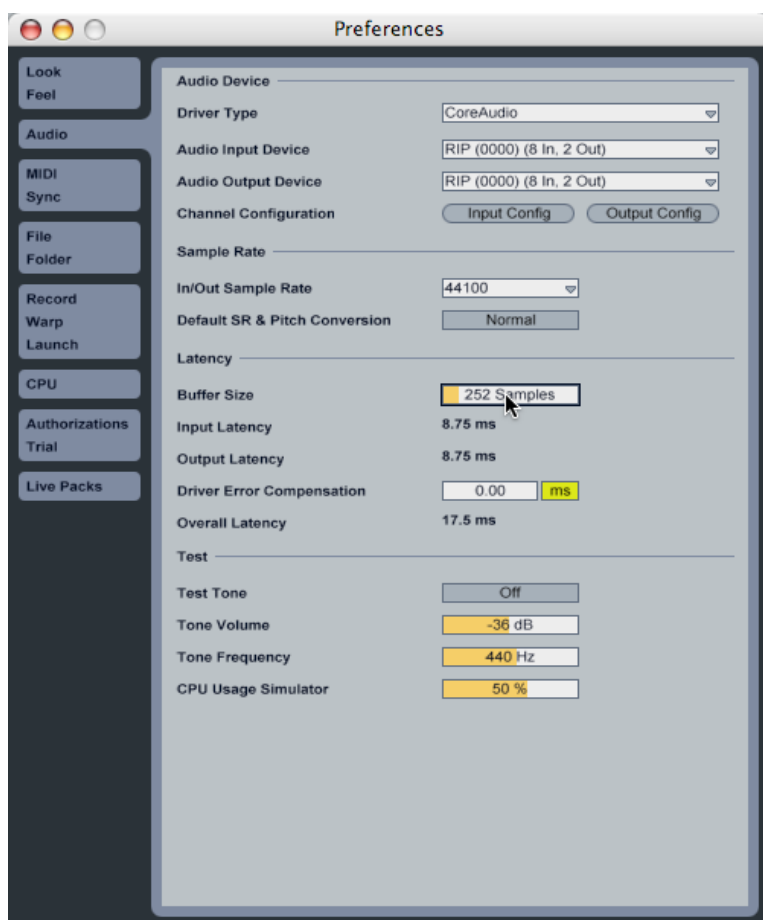 Preferences
Look
Feel
Audio
MIDI
Sync
File
Folder
Record
Warp
Launch
CPU
Authorizations
Trial
Live Packs
Audio Device
Driver Type CoreAudio
Audio Input Device RIP (0000) (8 In, 2 Out)
Audio Output Device RIP (0000) (8 In, 2 Out)
Channel Configuration Input Config Output Config
Sample Rate
In/Out Sample Rate 44100
Default SR & Pitch Conversion Normal
Latency
Buffer Size 252 Samples
Input Latency 8.75 ms
Output Latency 8.75 ms
Driver Error Compensation 0.00 ms
Overall Latency 17.5 ms
Test
Test Tone Off
Tone Volume -36 dB
Tone Frequency 440 Hz
CPU Usage Simulator 50 %